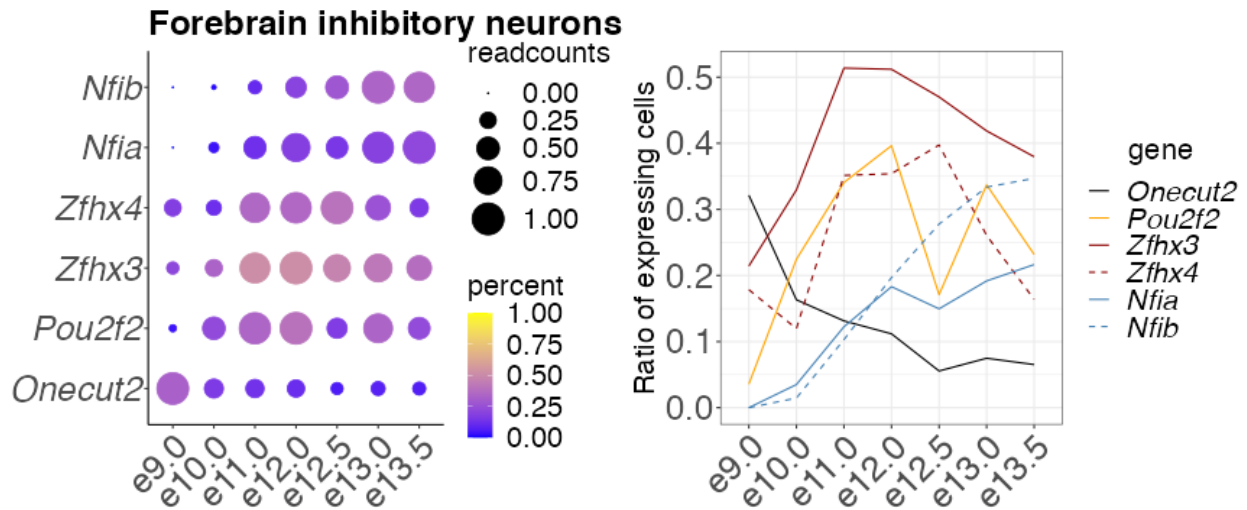 Forebrain inhibitory neurons
Nfib
Nfia
Zfhx4
Zfhx3
Pou2f2
Onecut2
e9.0
e10.0
e11.0
e12.0
e12.5
e13.0
e13.5
readcounts
0.00
0.25
0.50
0.75
1.00
percent
1.00
0.75
0.50
0.25
0.00
Ratio of expressing cells
0.5
0.4
0.3
0.2
0.1
0.0
e9.0
e10.0
e11.0
e12.0
e12.5
e13.0
e13.5
gene
Onecut2
Pou2f2
Zfhx3
Zfhx4
Nfia
Nfib